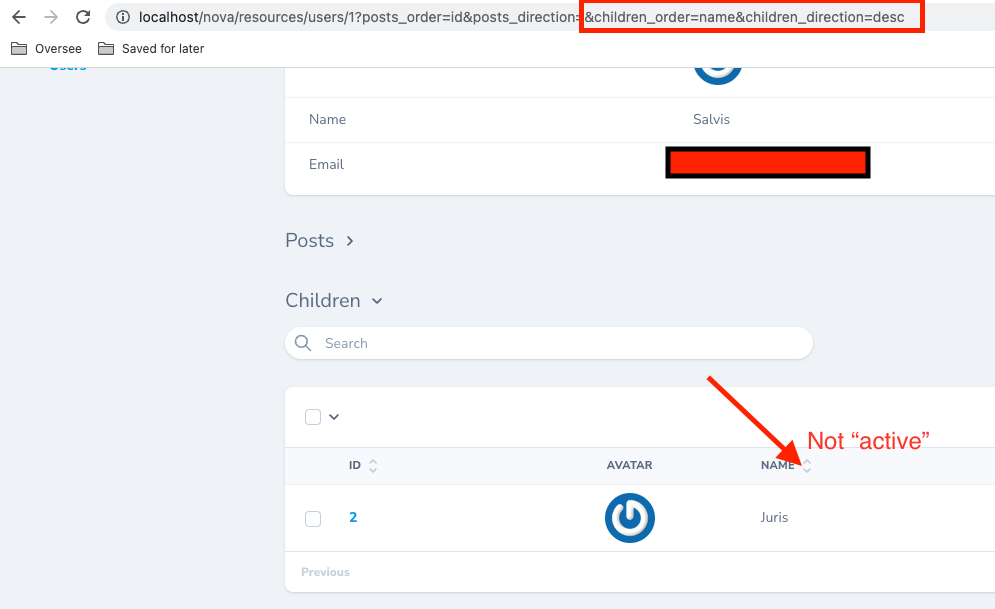 localhost/nova/resources/users/1?posts_order=id&posts_direction=&children_order=name&children_direction=desc
Oversee Saved for later
Users
Name Salvis
Email
Posts
Children
Search
Not “active”
ID AVATAR NAME
2 Juris
Previous